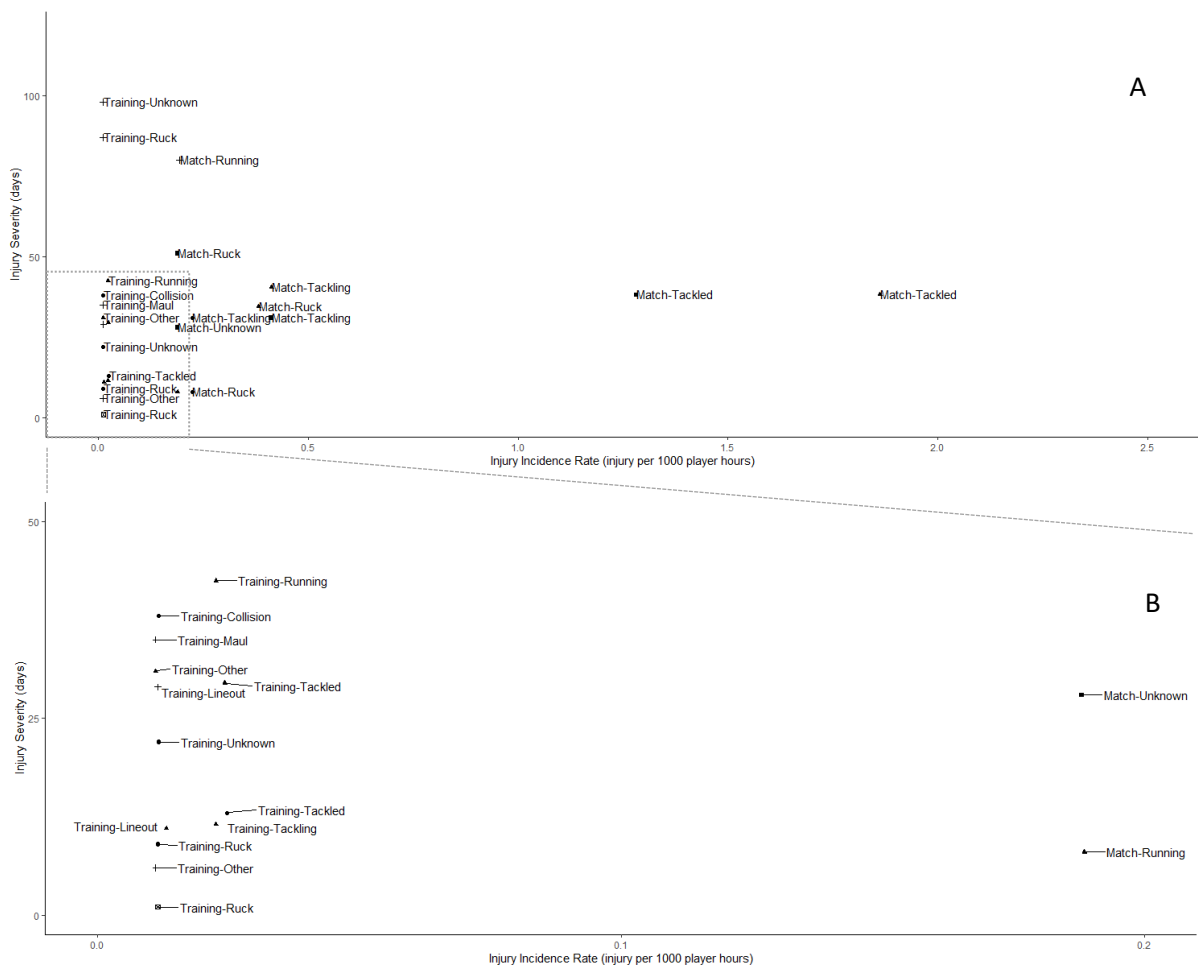 A
100
Training-Unknown
Training-Ruck
Match-Running
Injury Severity (days)
50
Match-Ruck
Training-Running
Match-Tackling
Training-Collision
Match-Tackled
Match-Tackled
Training-Maul
Match-Ruck
Training-Other
Match-Tackling
Match-Tackling
Match-Unknown
Training-Unknown
Training-Tackled
Training-Ruck
Match-Ruck
Training-Other
Training-Ruck
0
0.0 0.5 1.0 1.5 2.0 2.5
Injury Incidence Rate (injury per 1000 player hours)
50
Training-Running
B
Training-Collision
Training-Maul
Training-Other
Training-Lineout
Training-Tackled
Match-Unknown
Injury Severity (days)
25
Training-Unknown
Training-Tackled
Training-Lineout
Training-Tackling
Training-Ruck
Match-Running
Training-Other
Training-Ruck
0
0.0 0.1 0.2
Injury Incidence Rate (injury per 1000 player hours)